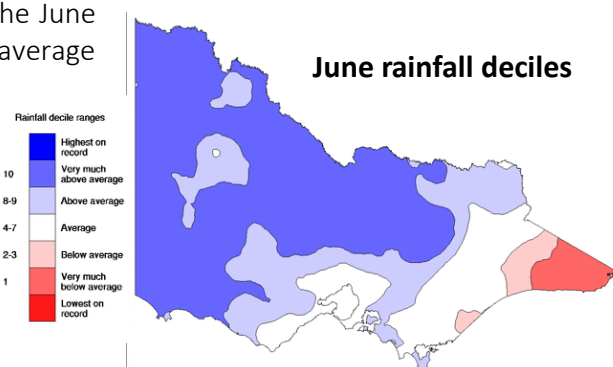 he June
average
June rainfall deciles
Rainfall decile ranges
Highest on
record
10
Very much
above average
8-9
Above average
4-7
Average
2-3
Below average
1
Very much
below average
Lowest on
record